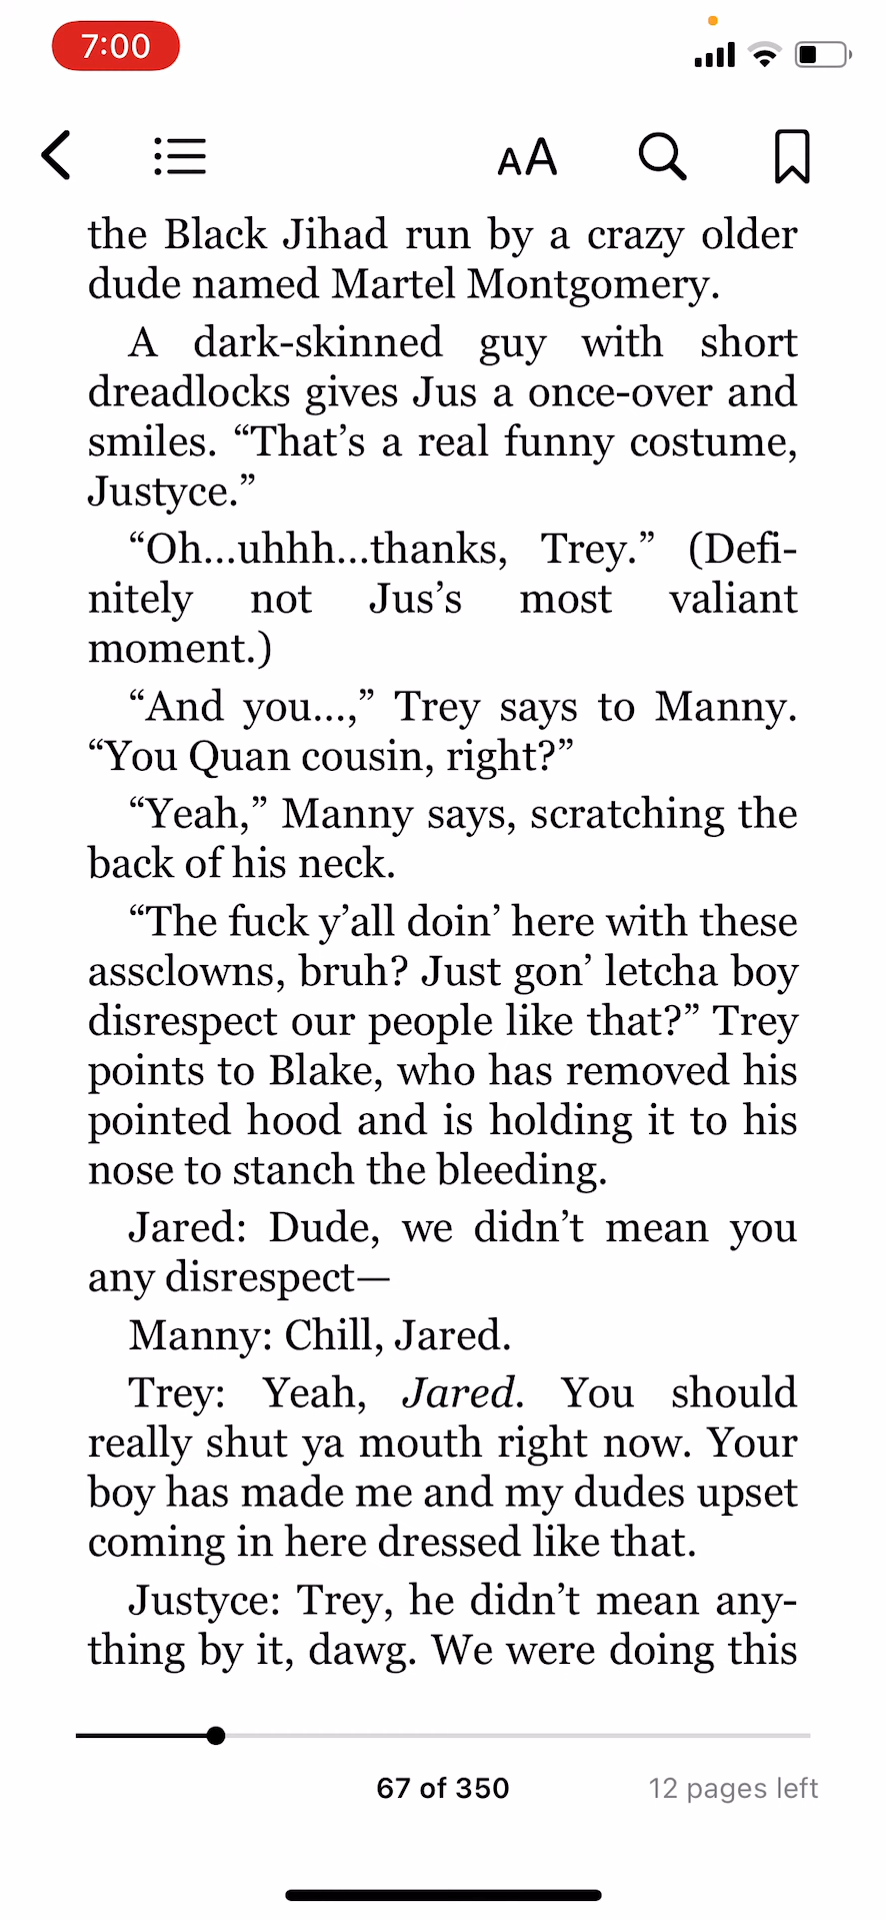 7:00
AA
the Black Jihad run by a crazy older
dude named Martel Montgomery.
A dark-skinned guy with short
dreadlocks gives Jus a once-over and
smiles. “That’s a real funny costume,
Justyce.”
“Oh...uhhh...thanks, Trey.” (Defi-
nitely not Jus’s most valiant
moment.)
“And you...,” Trey says to Manny.
“You Quan cousin, right?”
“Yeah,” Manny says, scratching the
back of his neck.
“The fuck y’all doin’ here with these
assclowns, bruh? Just gon’ letcha boy
disrespect our people like that?” Trey
points to Blake, who has removed his
pointed hood and is holding it to his
nose to stanch the bleeding.
Jared: Dude, we didn’t mean you
any disrespect—
Manny: Chill, Jared.
Trey: Yeah, Jared. You should
really shut ya mouth right now. Your
boy has made me and my dudes upset
coming in here dressed like that.
Justyce: Trey, he didn’t mean any-
thing by it, dawg. We were doing this
67 of 350
12 pages left